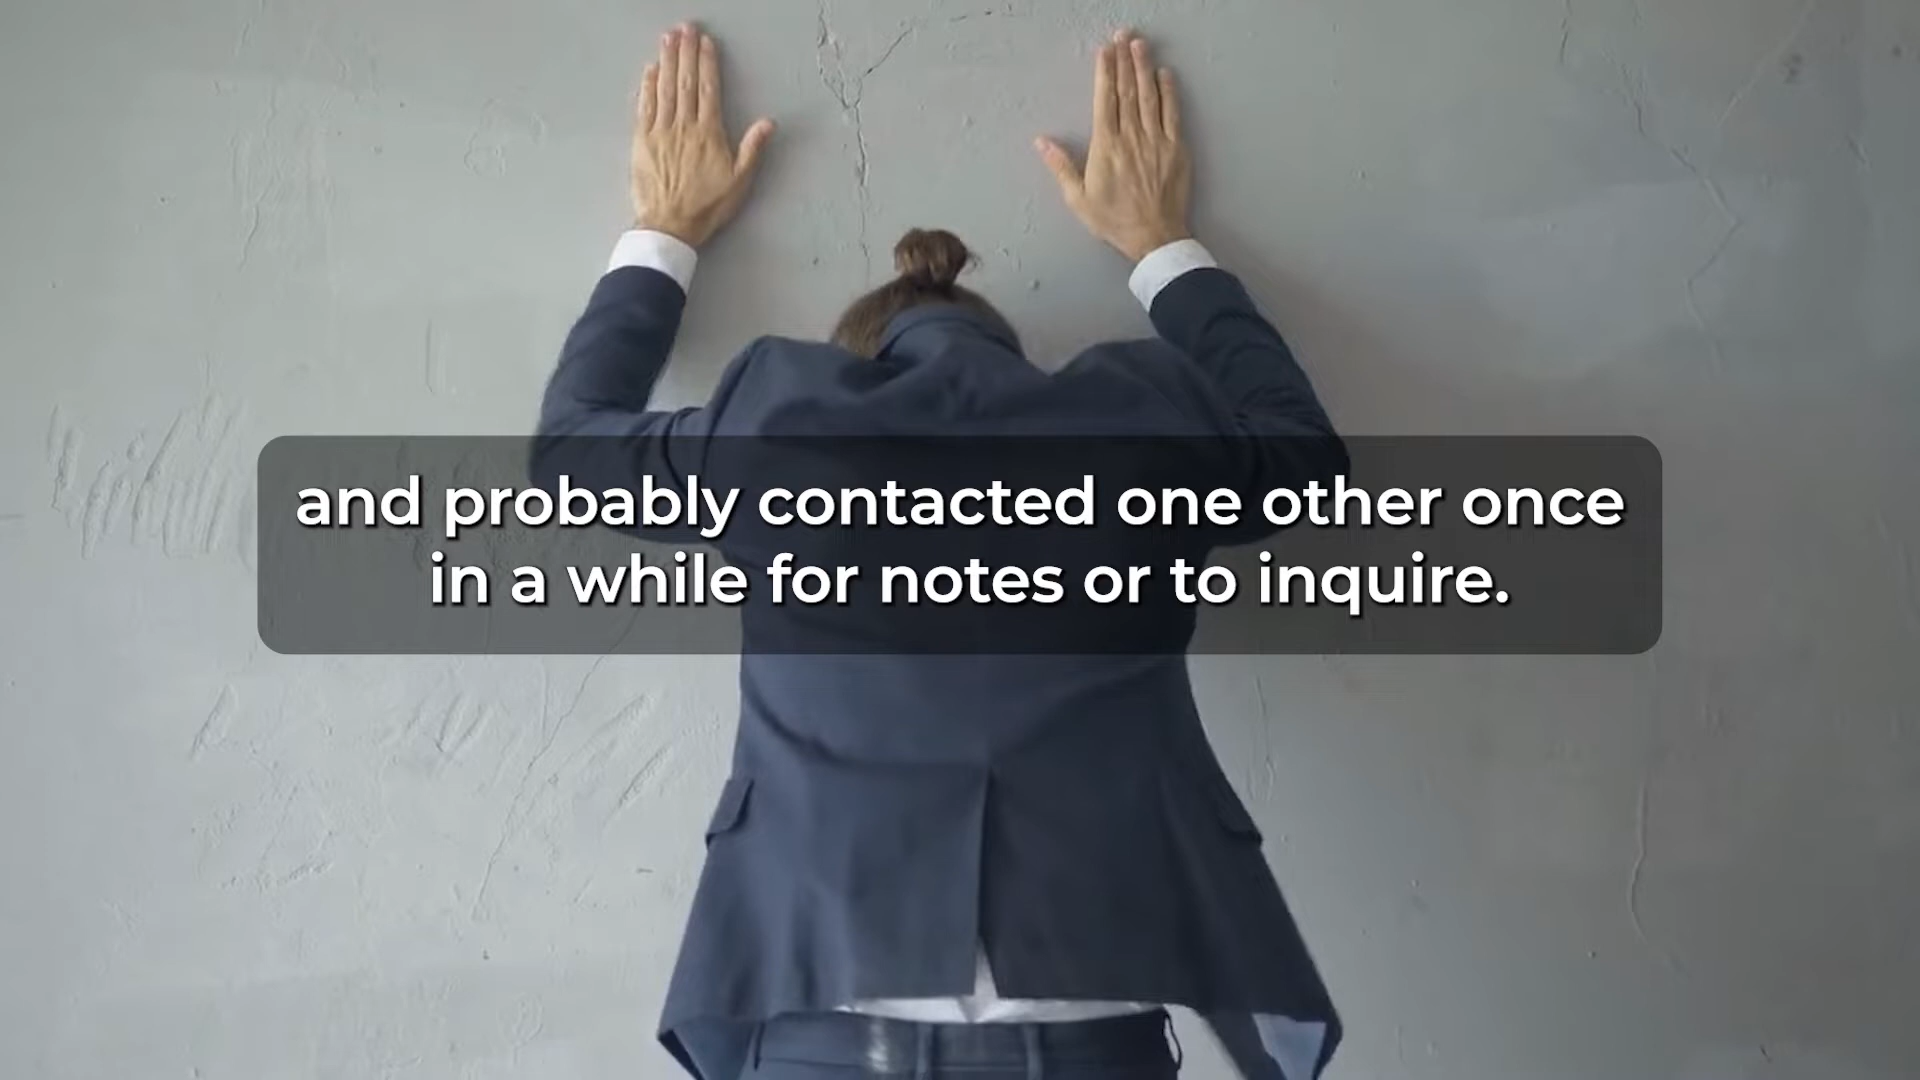 and probably contacted one other once
in a while for notes or to inquire.